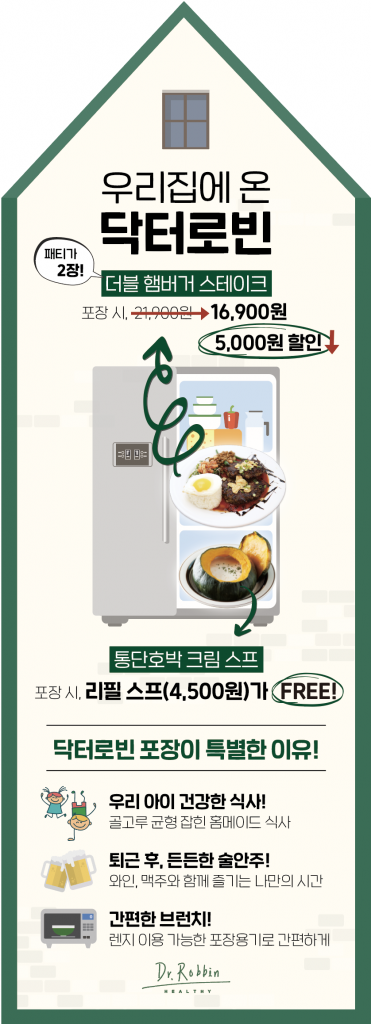 우리집에 온
닥터로빈
패티가
2장!
더블 햄버거 스테이크
포장 시, 21,900원 → 16,900원
5,000원 할인
통단호박 크림 스프
포장 시, 리필 스프(4,500원)가 FREE!
닥터로빈 포장이 특별한 이유!
우리 아이 건강한 식사!
골고루 균형 잡힌 홈메이드 식사
퇴근 후, 든든한 술안주!
와인, 맥주와 함께 즐기는 나만의 시간
간편한 브런치!
렌지 이용 가능한 포장용기로 간편하게
Dr. Robbin
HEALTHY